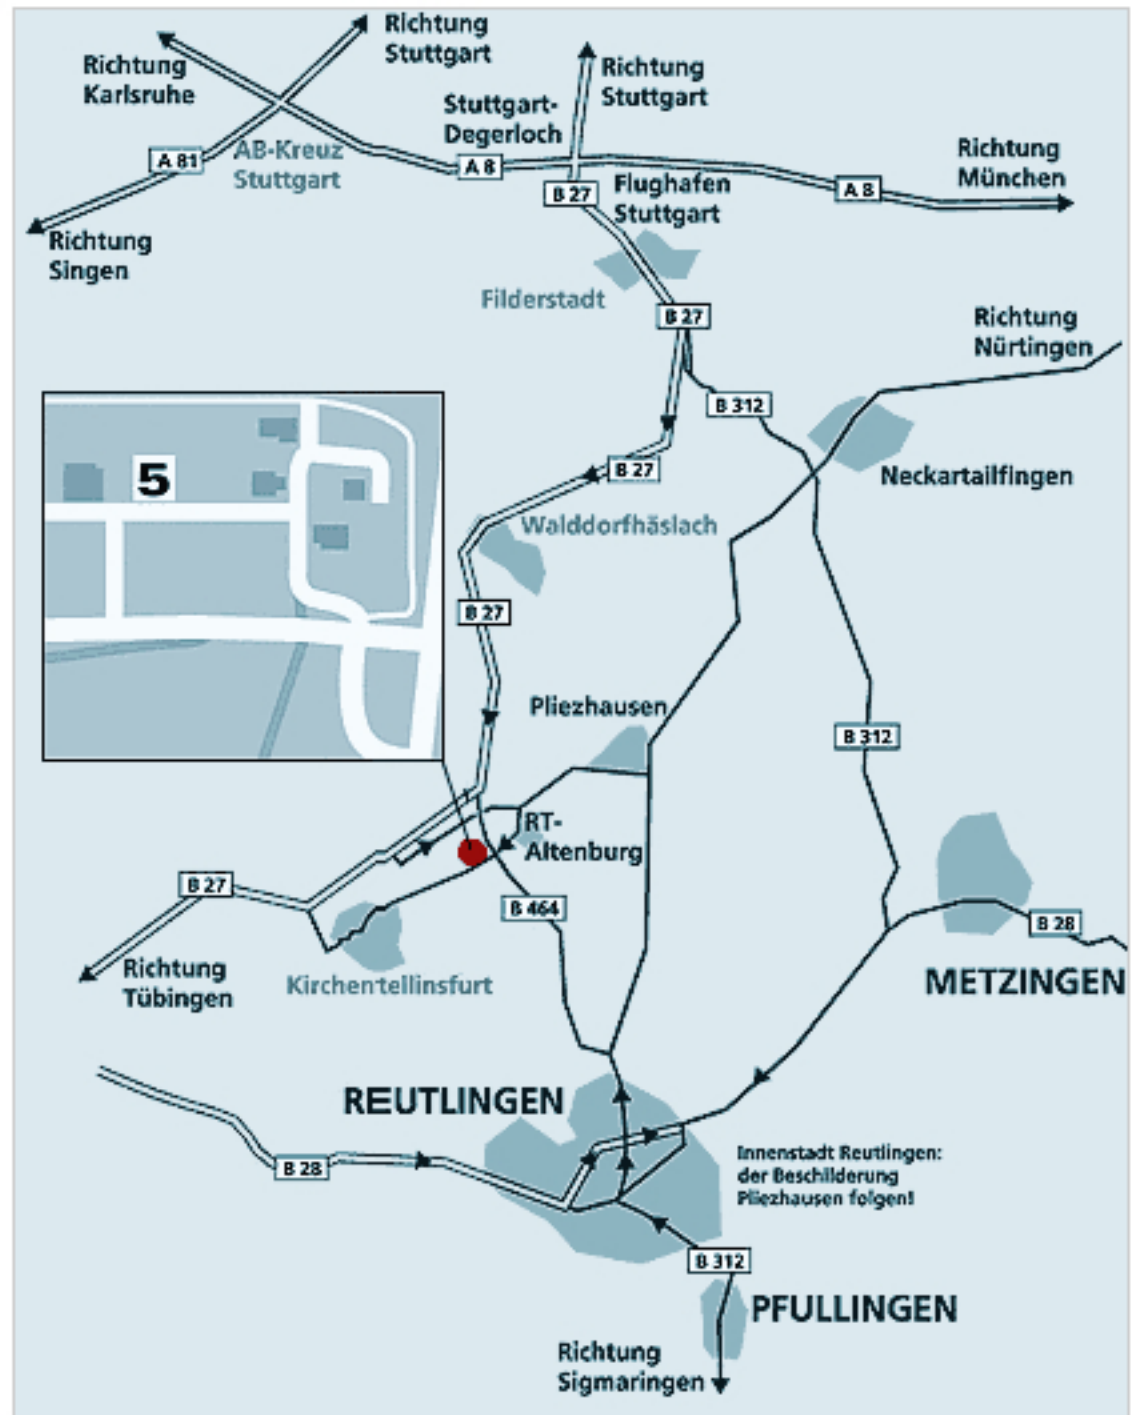 Richtung
Stuttgart
Richtung
Karlsruhe
Richtung
Stuttgart
Stuttgart-
Degerloch
A 81
AB-Kreuz
Stuttgart
A 8
Richtung
München
B 27
Flughafen
Stuttgart
A 8
Richtung
Singen
Filderstadt
B 27
Richtung
Nürtingen
B 312
5
B 27
Neckartailfingen
Walddorfhäslach
B 27
Pliezhausen
B 312
RT-
Altenburg
B 27
B 464
B 28
Richtung
Tübingen
Kirchentellinsfurt
METZINGEN
REUTLINGEN
B 28
Innenstadt Reutlingen:
der Beschilderung
Pliezhausen folgen!
B 312
PFULLINGEN
Richtung
Sigmaringen